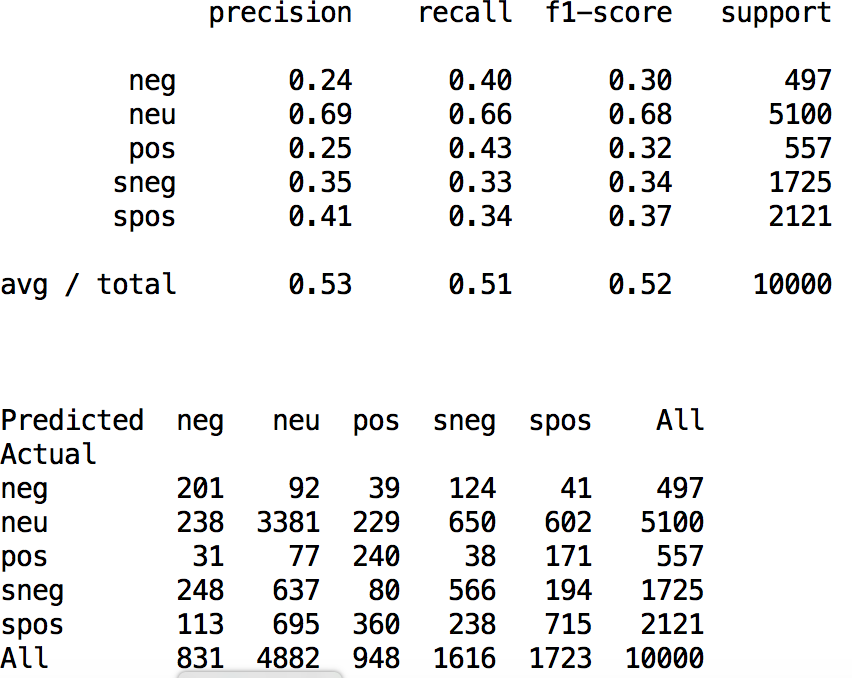 precision recall f1-score support
neg 0.24 0.40 0.30 497
neu 0.69 0.66 0.68 5100
pos 0.25 0.43 0.32 557
sneg 0.35 0.33 0.34 1725
spos 0.41 0.34 0.37 2121
avg / total 0.53 0.51 0.52 10000
Predicted neg neu pos sneg spos All
Actual
neg 201 92 39 124 41 497
neu 238 3381 229 650 602 5100
pos 31 77 240 38 171 557
sneg 248 637 80 566 194 1725
spos 113 695 360 238 715 2121
All 831 4882 948 1616 1723 10000